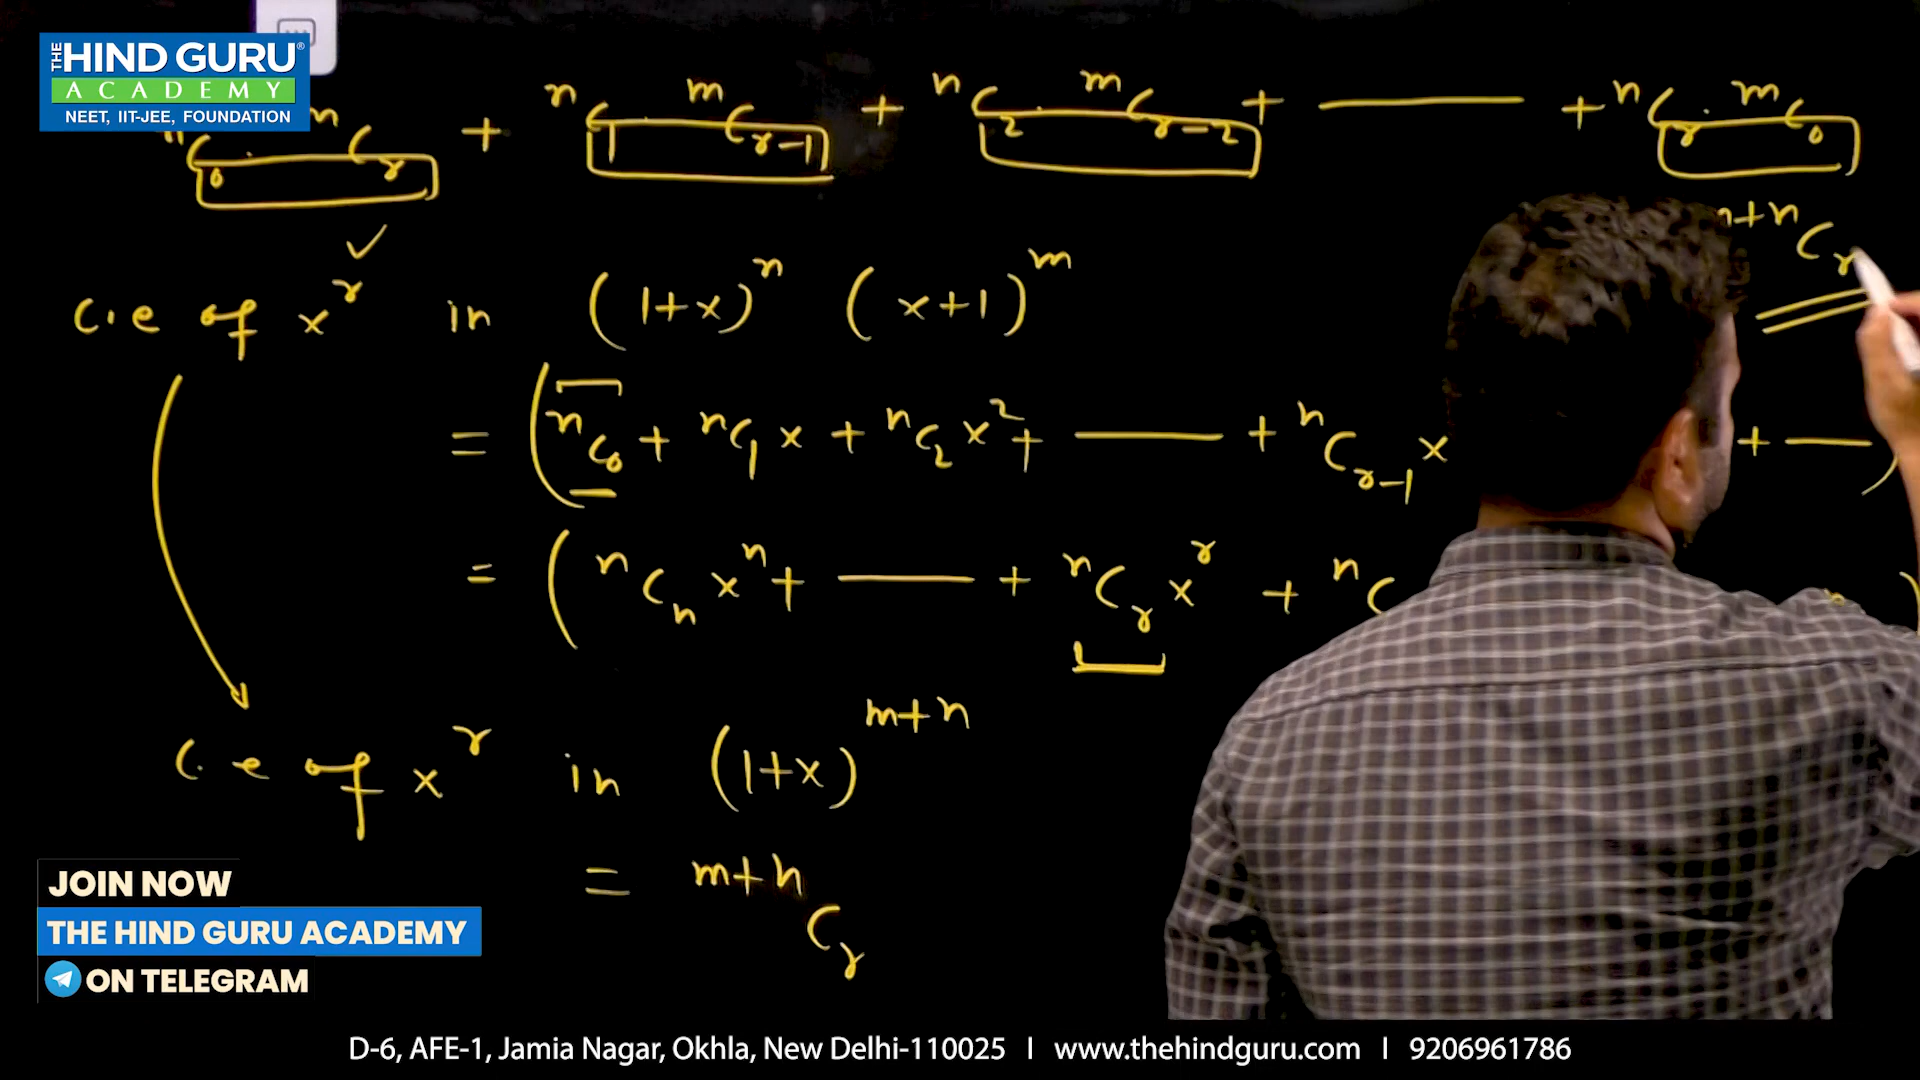 THE HIND GURU®
ACADEMY
NEET, IIT-JEE, FOUNDATION
ⁿC₀ . ᵐCᵣ + ⁿC₁ . ᵐCᵣ₋₁ + ⁿC₂ . ᵐCᵣ₋₂ + —— + ⁿCᵣ . ᵐC₀
+n Cᵣ
c.e of xʳ ✓ in (1+x)ⁿ (x+1)ᵐ
= (ⁿC₀ + ⁿC₁ x + ⁿC₂ x² + —— + ⁿCᵣ₋₁ x + —— )
= (ⁿCₙ xⁿ + —— + ⁿCᵣ xʳ + ⁿC )
c.e of xʳ in (1+x)ᵐ⁺ⁿ
= ᵐ⁺ⁿCᵣ
JOIN NOW
THE HIND GURU ACADEMY
ON TELEGRAM
D-6, AFE-1, Jamia Nagar, Okhla, New Delhi-110025 | www.thehindguru.com | 9206961786